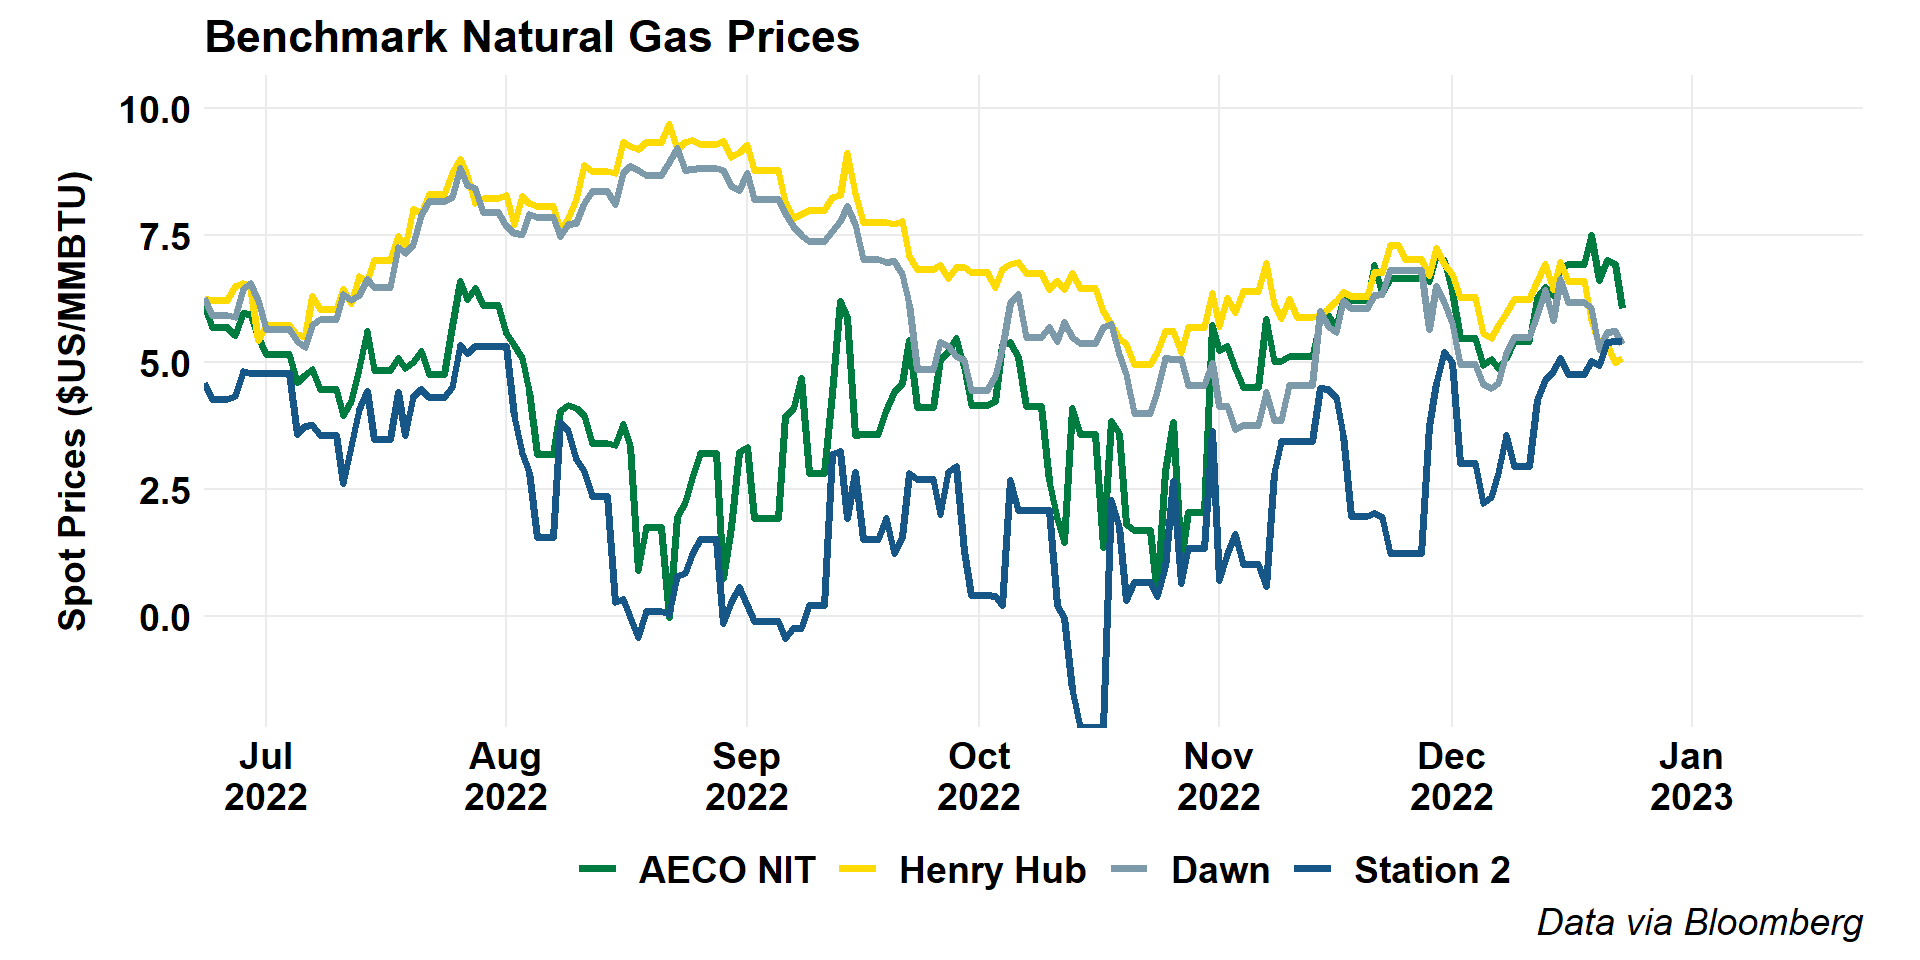 Benchmark Natural Gas Prices
Spot Prices ($US/MMBTU)
10.0
7.5
5.0
2.5
0.0
Jul Aug Sep Oct Nov Dec Jan
2022 2022 2022 2022 2022 2022 2023
AECO NIT Henry Hub Dawn Station 2
Data via Bloomberg